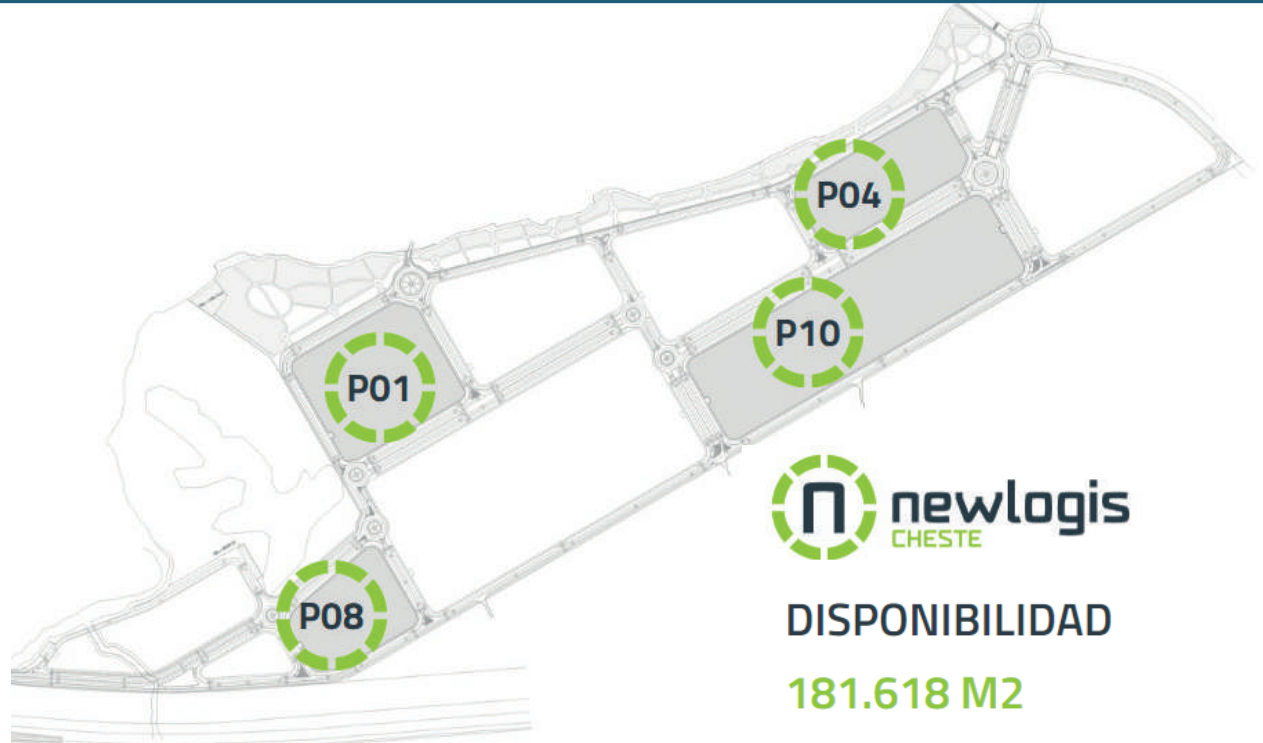 P04
P10
P01
P08
n newlogis
CHESTE
DISPONIBILIDAD
181.618 M2